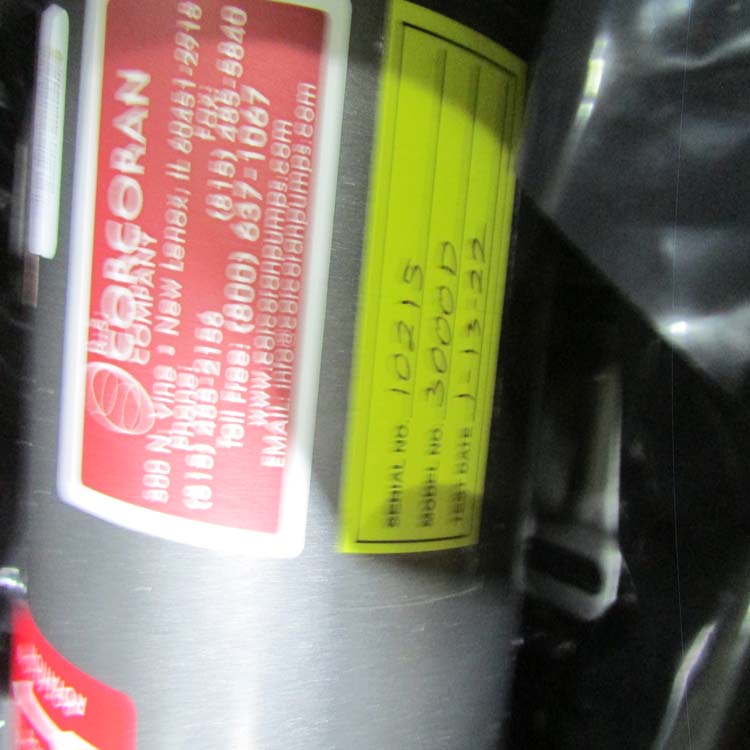 CORCORAN
COMPANY
500 N. Vine | New Lenox, IL 60451-2918
PHONE: FAX:
(815) 485-2156 (815) 485-5840
Toll Free: (800) 637-1067
www.corcoranpumps.com
EMAIL: info@corcoranpumps.com
SERIAL NO. 10215
MODEL NO. 3000D
TEST DATE 1-13-22
ROTATION